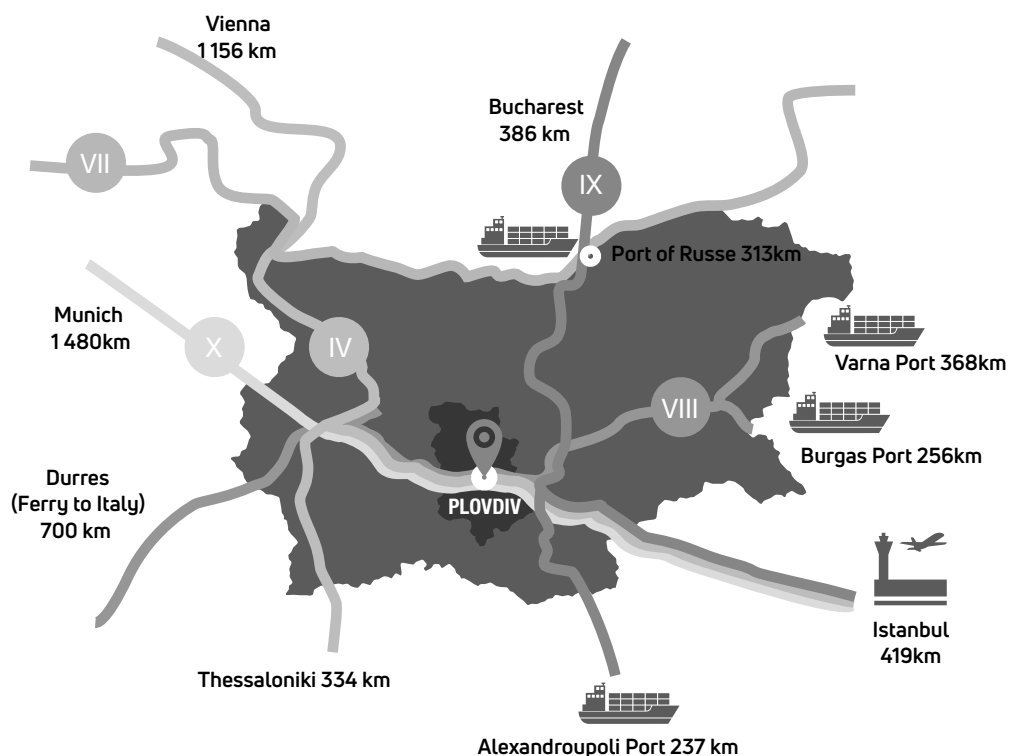 Vienna
1 156 km
Bucharest
386 km
VII
IX
Port of Russe 313km
Munich
1 480km
X
IV
Varna Port 368km
VIII
Burgas Port 256km
Durres
(Ferry to Italy)
700 km
PLOVDIV
Istanbul
419km
Thessaloniki 334 km
Alexandroupoli Port 237 km